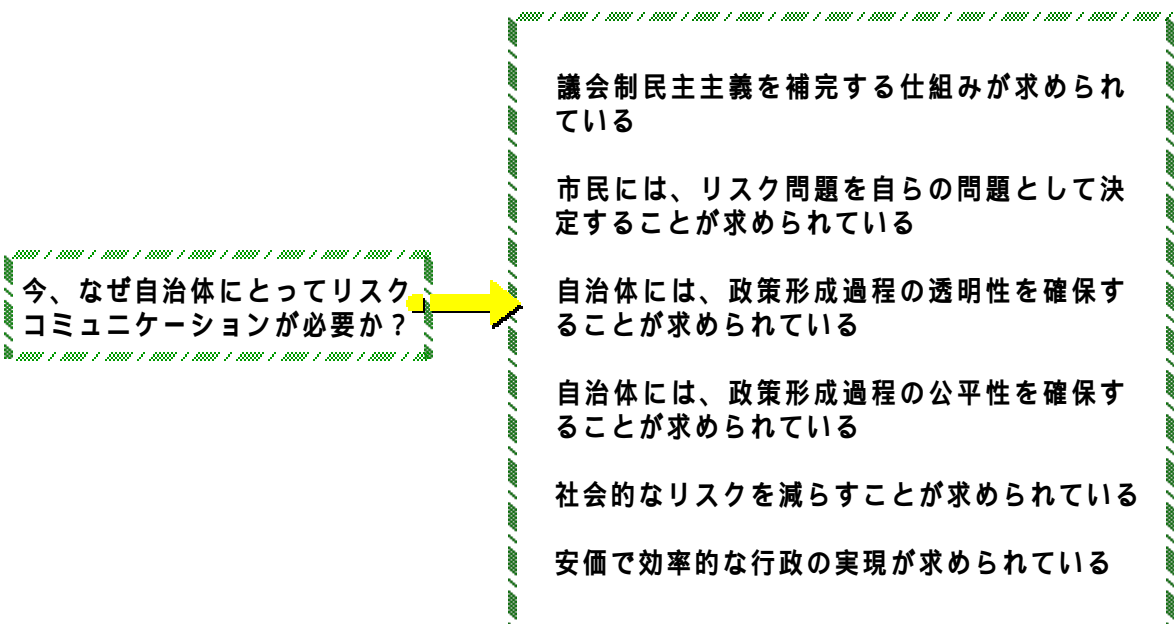 今、なぜ自治体にとってリスク
コミュニケーションが必要か？
議会制民主主義を補完する仕組みが求められ
ている
市民には、リスク問題を自らの問題として決
定することが求められている
自治体には、政策形成過程の透明性を確保す
ることが求められている
自治体には、政策形成過程の公平性を確保す
ることが求められている
社会的なリスクを減らすことが求められている
安価で効率的な行政の実現が求められている